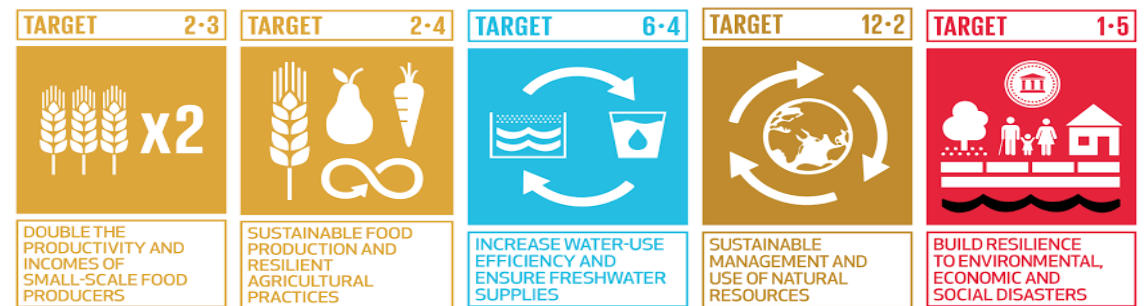 TARGET 2·3
x2
DOUBLE THE
PRODUCTIVITY AND
INCOMES OF
SMALL-SCALE FOOD
PRODUCERS
TARGET 2·4
SUSTAINABLE FOOD
PRODUCTION AND
RESILIENT
AGRICULTURAL
PRACTICES
TARGET 6·4
INCREASE WATER-USE
EFFICIENCY AND
ENSURE FRESHWATER
SUPPLIES
TARGET 12·2
SUSTAINABLE
MANAGEMENT AND
USE OF NATURAL
RESOURCES
TARGET 1·5
BUILD RESILIENCE
TO ENVIRONMENTAL,
ECONOMIC AND
SOCIAL DISASTERS